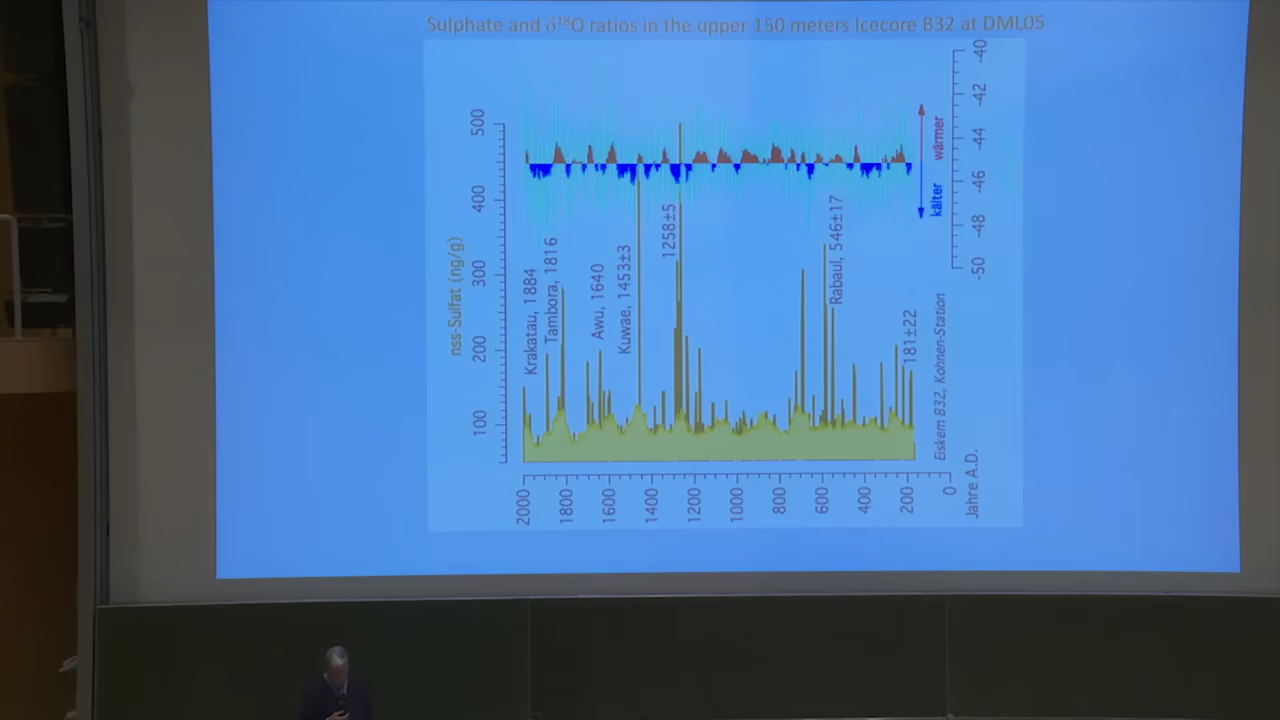 Sulphate and δ¹⁸O ratios in the upper 150 meters Icecore B32 at DML05
nss-Sulfat (ng/g)
500
400
300
200
100
Krakatau, 1884
Tambora, 1816
Awu, 1640
Kuwae, 1453±3
1258±5
Rabaul, 546±17
181±22
wärmer
kälter
-40
-42
-44
-46
-48
-50
Eiskern B32, Kohnen-Station
2000
1800
1600
1400
1200
1000
800
600
400
200
0
Jahre A.D.